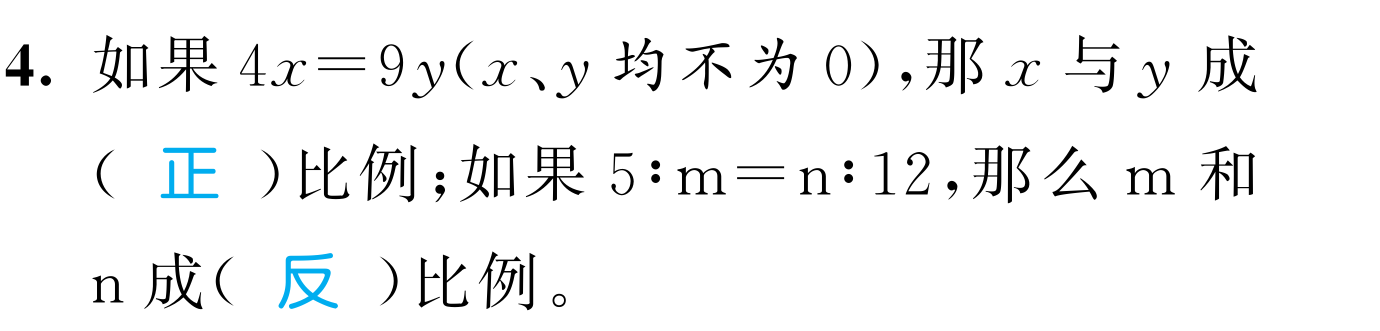 4. 如果 4x=9y(x、y 均不为 0),那 x 与 y 成
( 正 )比例;如果 5∶m=n∶12,那么 m 和
n 成( 反 )比例。